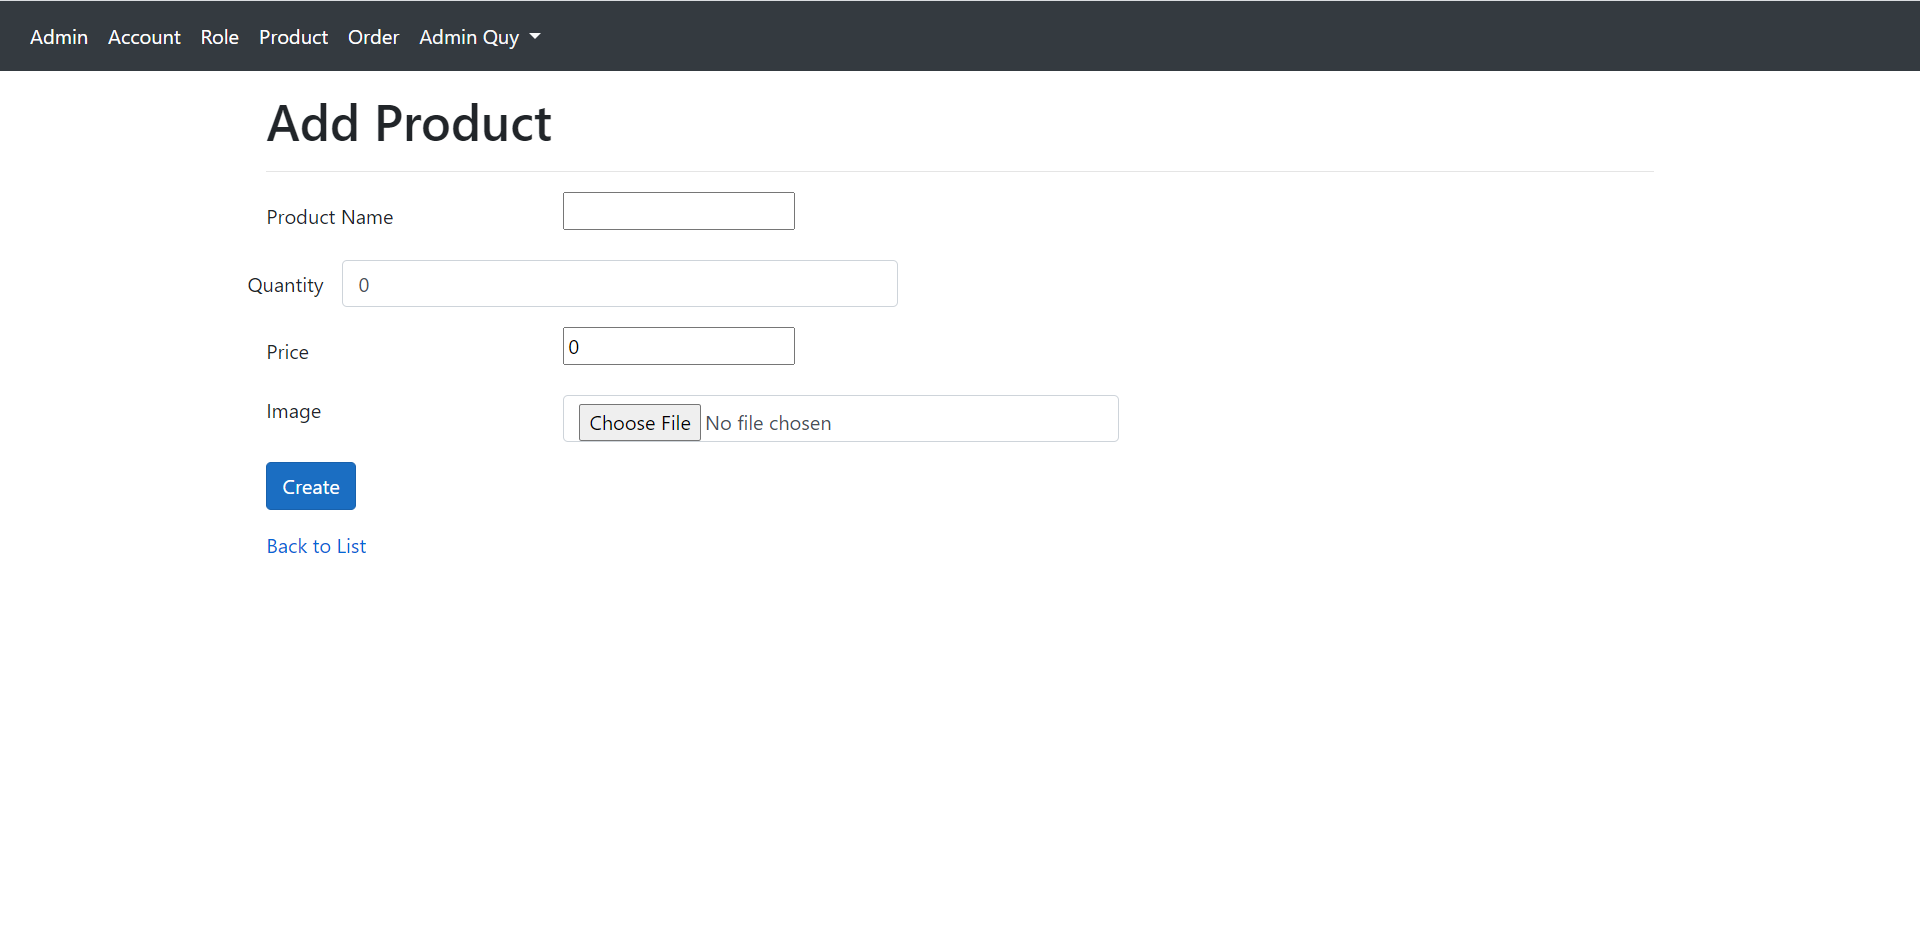 Admin Account Role Product Order Admin Quy
Add Product
Product Name
Quantity 0
Price 0
Image Choose File No file chosen
Create
Back to List